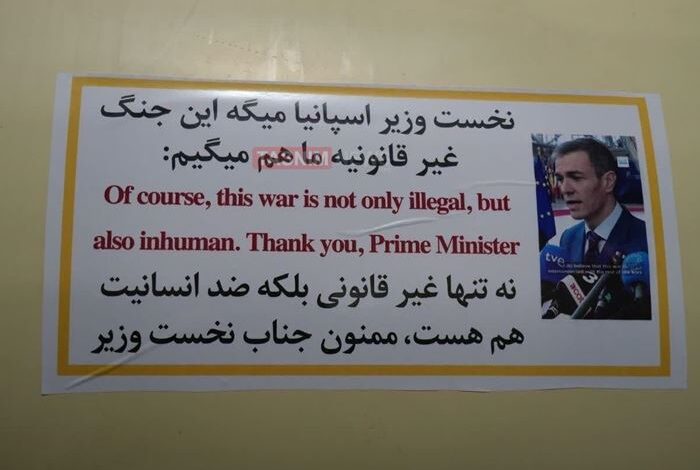 نخست وزیر اسپانیا میگه این جنگ
غیر قانونیه ما هم میگیم:
TASNIM
Of course, this war is not only illegal, but
also inhuman. Thank you, Prime Minister
نه تنها غیر قانونی بلکه ضد انسانیت
هم هست، ممنون جناب نخست وزیر
tve